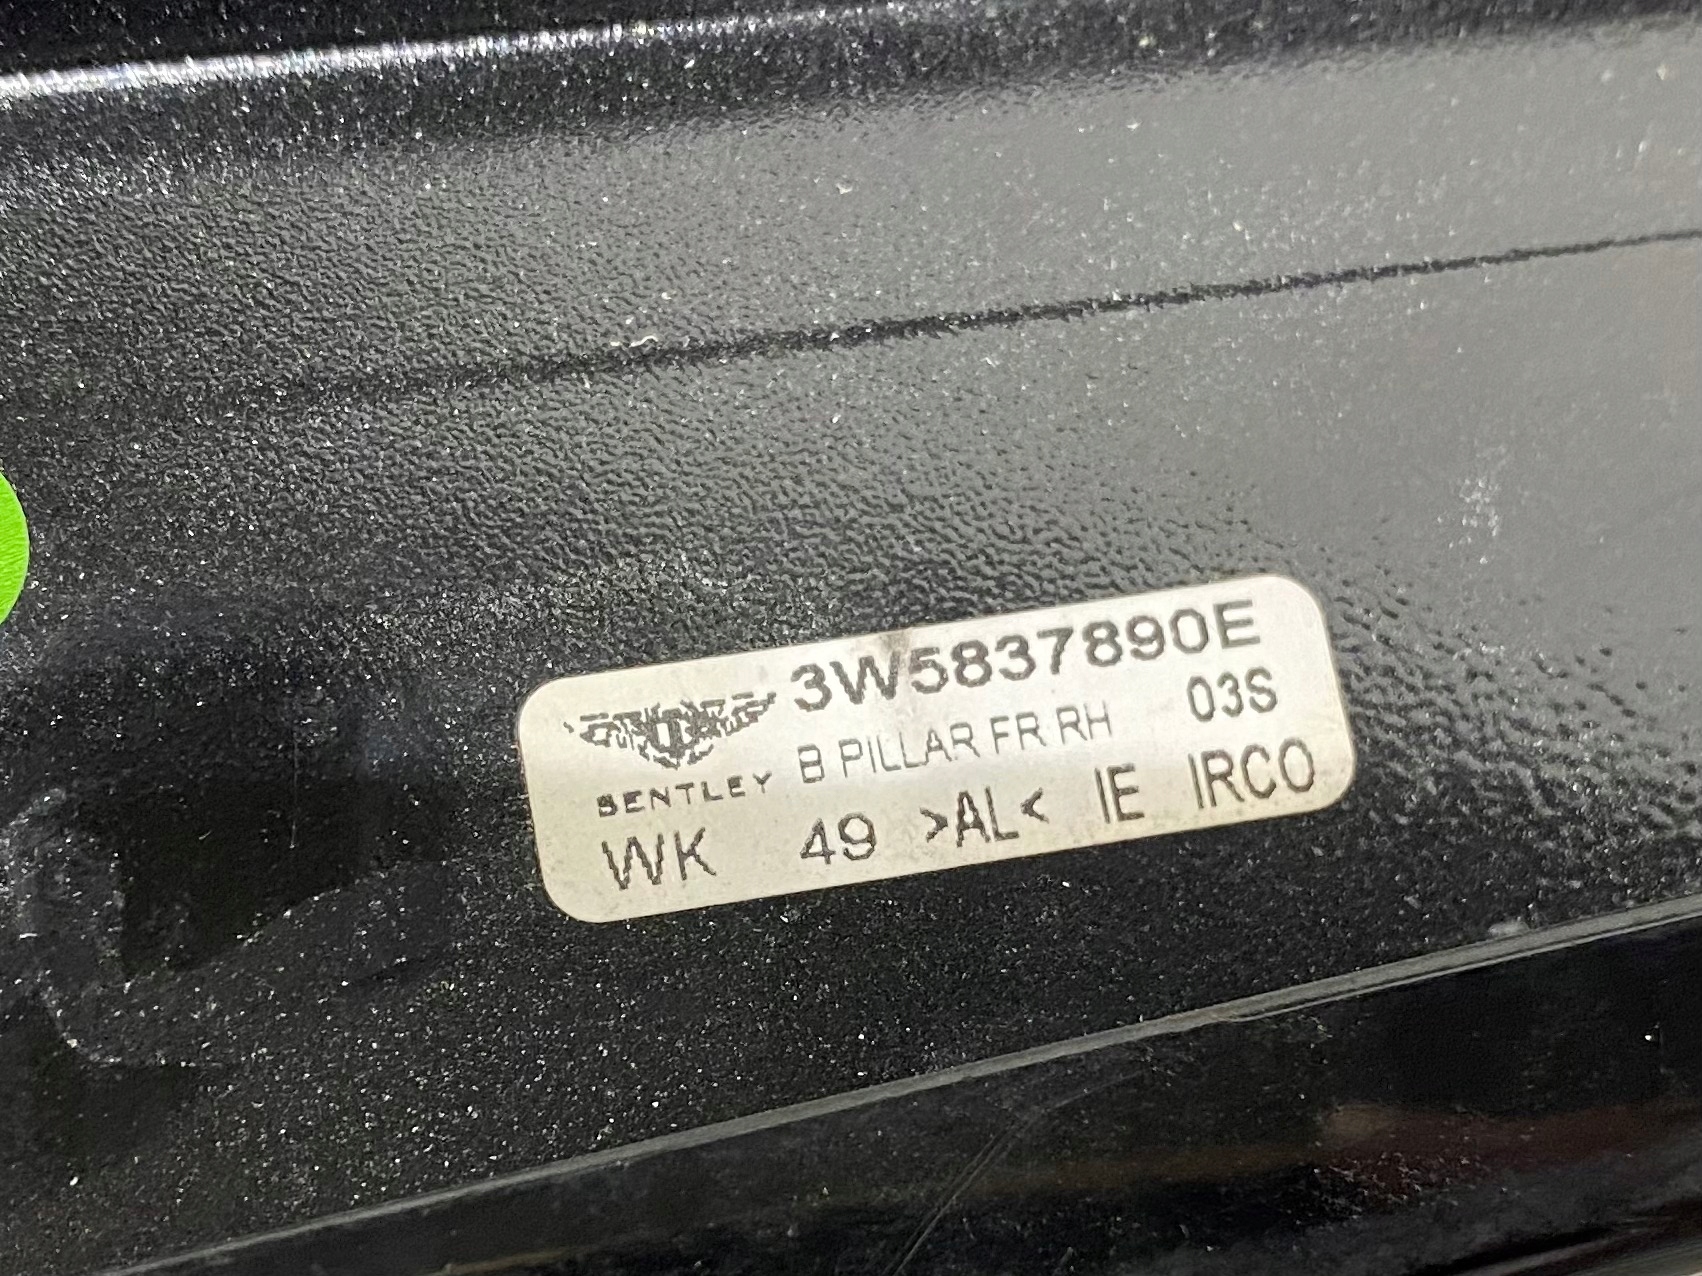 3W5837890E
B PILLAR FR RH 03S
BENTLEY
WK 49 >AL< IE IRCO